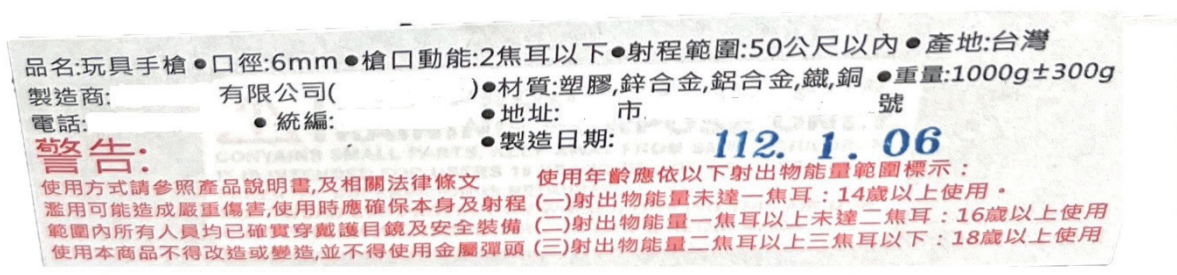 品名:玩具手槍●口徑:6mm●槍口動能:2焦耳以下●射程範圍:50公尺以內●產地:台灣
製造商: 有限公司( )●材質:塑膠,鋅合金,鋁合金,鐵,銅 ●重量:1000g±300g
電話: ●統編: ●地址: 市 號
●製造日期: 112. 1. 06
警告:
使用方式請參照產品說明書,及相關法律條文
濫用可能造成嚴重傷害,使用時應確保本身及射程
範圍內所有人員均已確實穿戴護目鏡及安全裝備
使用本商品不得改造或變造,並不得使用金屬彈頭
使用年齡應依以下射出物能量範圍標示:
(一)射出物能量未達一焦耳:14歲以上使用。
(二)射出物能量一焦耳以上未達二焦耳:16歲以上使用
(三)射出物能量二焦耳以上三焦耳以下:18歲以上使用